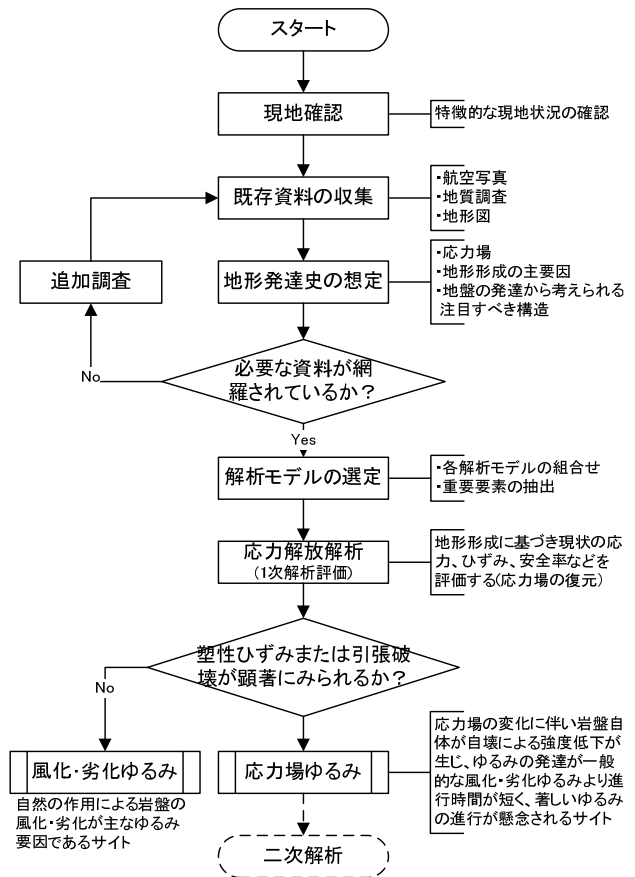 スタート
現地確認
特徴的な現地状況の確認
既存資料の収集
・航空写真
・地質調査
・地形図
追加調査
地形発達史の想定
・応力場
・地形形成の主要因
・地盤の発達から考えられる
注目すべき構造
必要な資料が網
羅されているか？
No
Yes
解析モデルの選定
・各解析モデルの組合せ
・重要要素の抽出
応力解放解析
(1次解析評価)
地形形成に基づき現状の応
力、ひずみ、安全率などを
評価する(応力場の復元)
塑性ひずみまたは引張破
壊が顕著にみられるか？
No
風化・劣化ゆるみ
自然の作用による岩盤の
風化・劣化が主なゆるみ
要因であるサイト
応力場ゆるみ
応力場の変化に伴い岩盤自
体が自壊による強度低下が
生じ、ゆるみの発達が一般
的な風化・劣化ゆるみより進
行時間が短く、著しいゆるみ
の進行が懸念されるサイト
二次解析